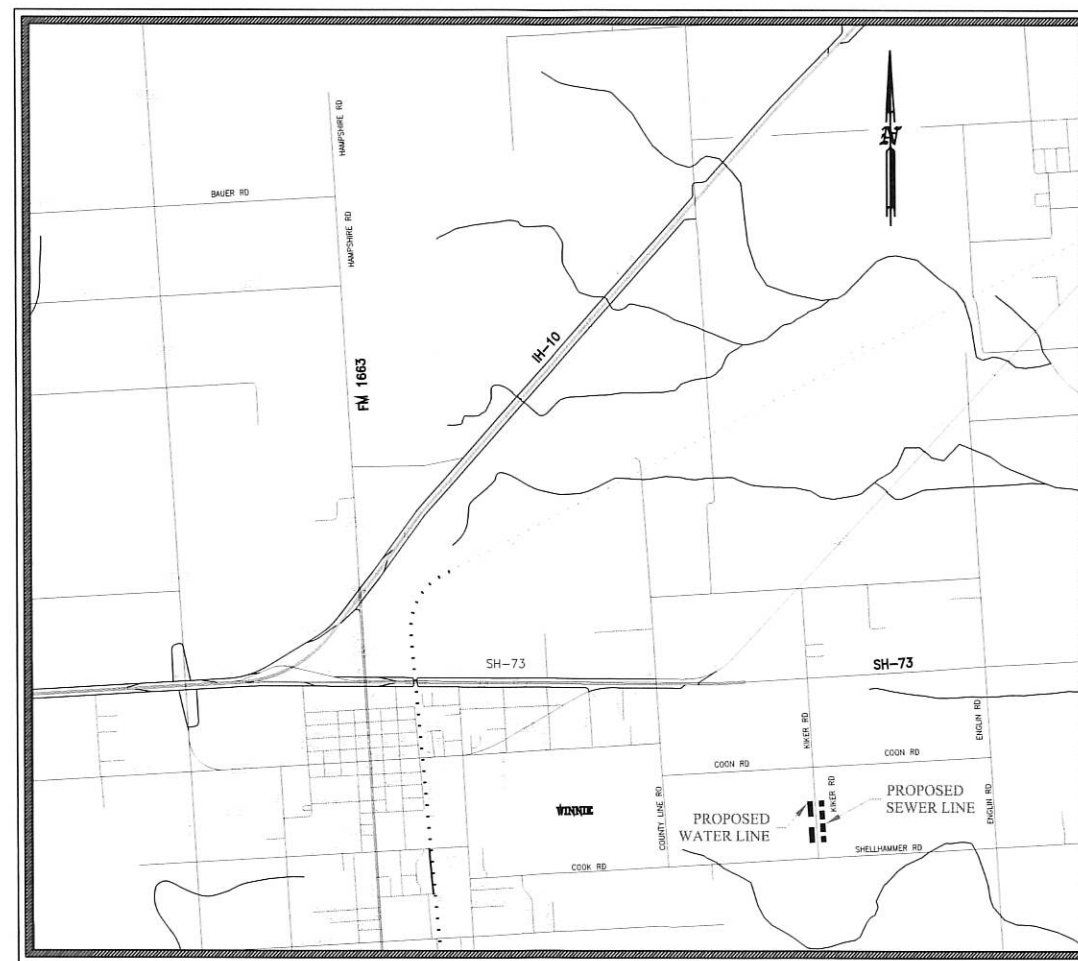 HAMPSHIRE RD
BAUER RD
HAMPSHIRE RD
N
IH-10
FM 1663
SH-73
SH-73
KIKER RD
ENGLIN RD
COON RD
COON RD
WINNIE
COUNTY LINE RD
PROPOSED
WATER LINE
KIKER RD
PROPOSED
SEWER LINE
ENGLIN RD
COOK RD
SHELLHAMMER RD